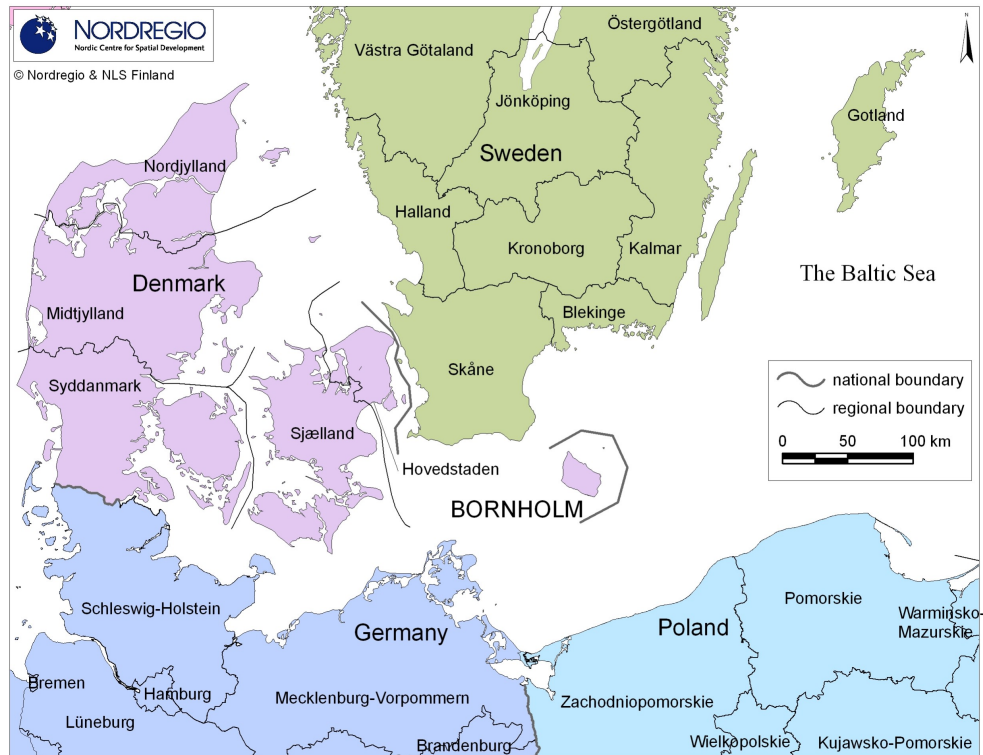 NORDREGIO
Nordic Centre for Spatial Development
© Nordregio & NLS Finland
N
Östergötland
Västra Götaland
Jönköping
Gotland
Sweden
Nordjylland
Halland
Kronoborg
Kalmar
The Baltic Sea
Denmark
Midtjylland
Blekinge
Skåne
Syddanmark
national boundary
regional boundary
0 50 100 km
Sjælland
Hovedstaden
BORNHOLM
Schleswig-Holstein
Pomorskie
Warminsko-
Mazurskie
Germany
Poland
Bremen
Hamburg
Mecklenburg-Vorpommern
Zachodniopomorskie
Lüneburg
Brandenburg
Wielkopolskie
Kujawsko-Pomorskie